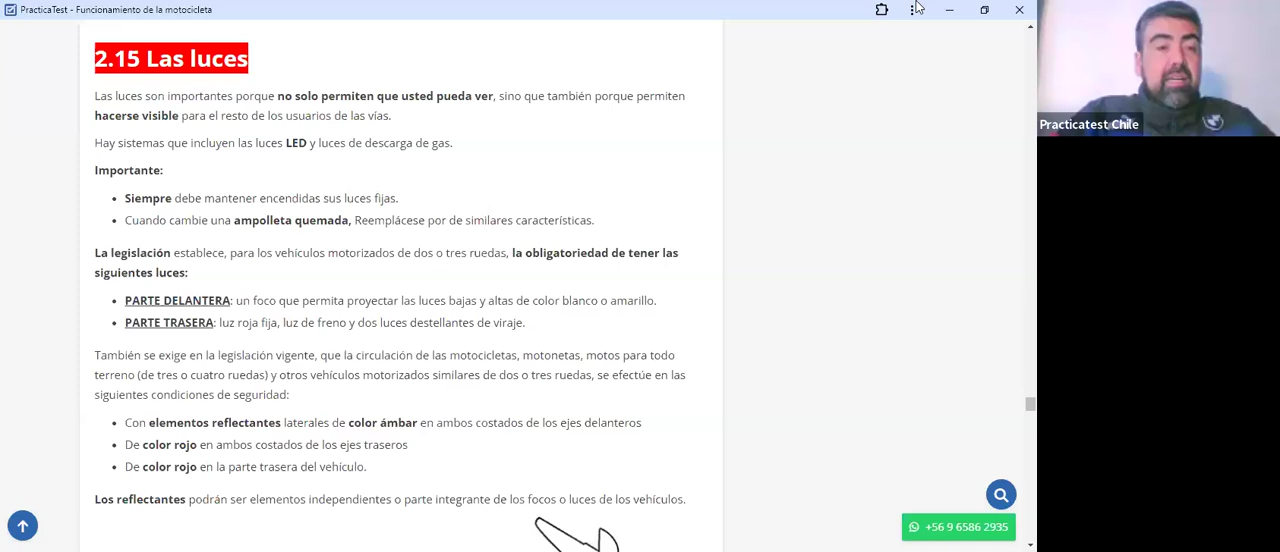 PracticaTest - Funcionamiento de la motocicleta
2.15 Las luces
Las luces son importantes porque no solo permiten que usted pueda ver, sino que también porque permiten
hacerse visible para el resto de los usuarios de las vías.
Hay sistemas que incluyen las luces LED y luces de descarga de gas.
Importante:
Siempre debe mantener encendidas sus luces fijas.
Cuando cambie una ampolleta quemada, Reemplácese por de similares características.
La legislación establece, para los vehículos motorizados de dos o tres ruedas, la obligatoriedad de tener las
siguientes luces:
PARTE DELANTERA: un foco que permita proyectar las luces bajas y altas de color blanco o amarillo.
PARTE TRASERA: luz roja fija, luz de freno y dos luces destellantes de viraje.
También se exige en la legislación vigente, que la circulación de las motocicletas, motonetas, motos para todo
terreno (de tres o cuatro ruedas) y otros vehículos motorizados similares de dos o tres ruedas, se efectúe en las
siguientes condiciones de seguridad:
Con elementos reflectantes laterales de color ámbar en ambos costados de los ejes delanteros
De color rojo en ambos costados de los ejes traseros
De color rojo en la parte trasera del vehículo.
Los reflectantes podrán ser elementos independientes o parte integrante de los focos o luces de los vehículos.
+56 9 6586 2935
Practicatest Chile